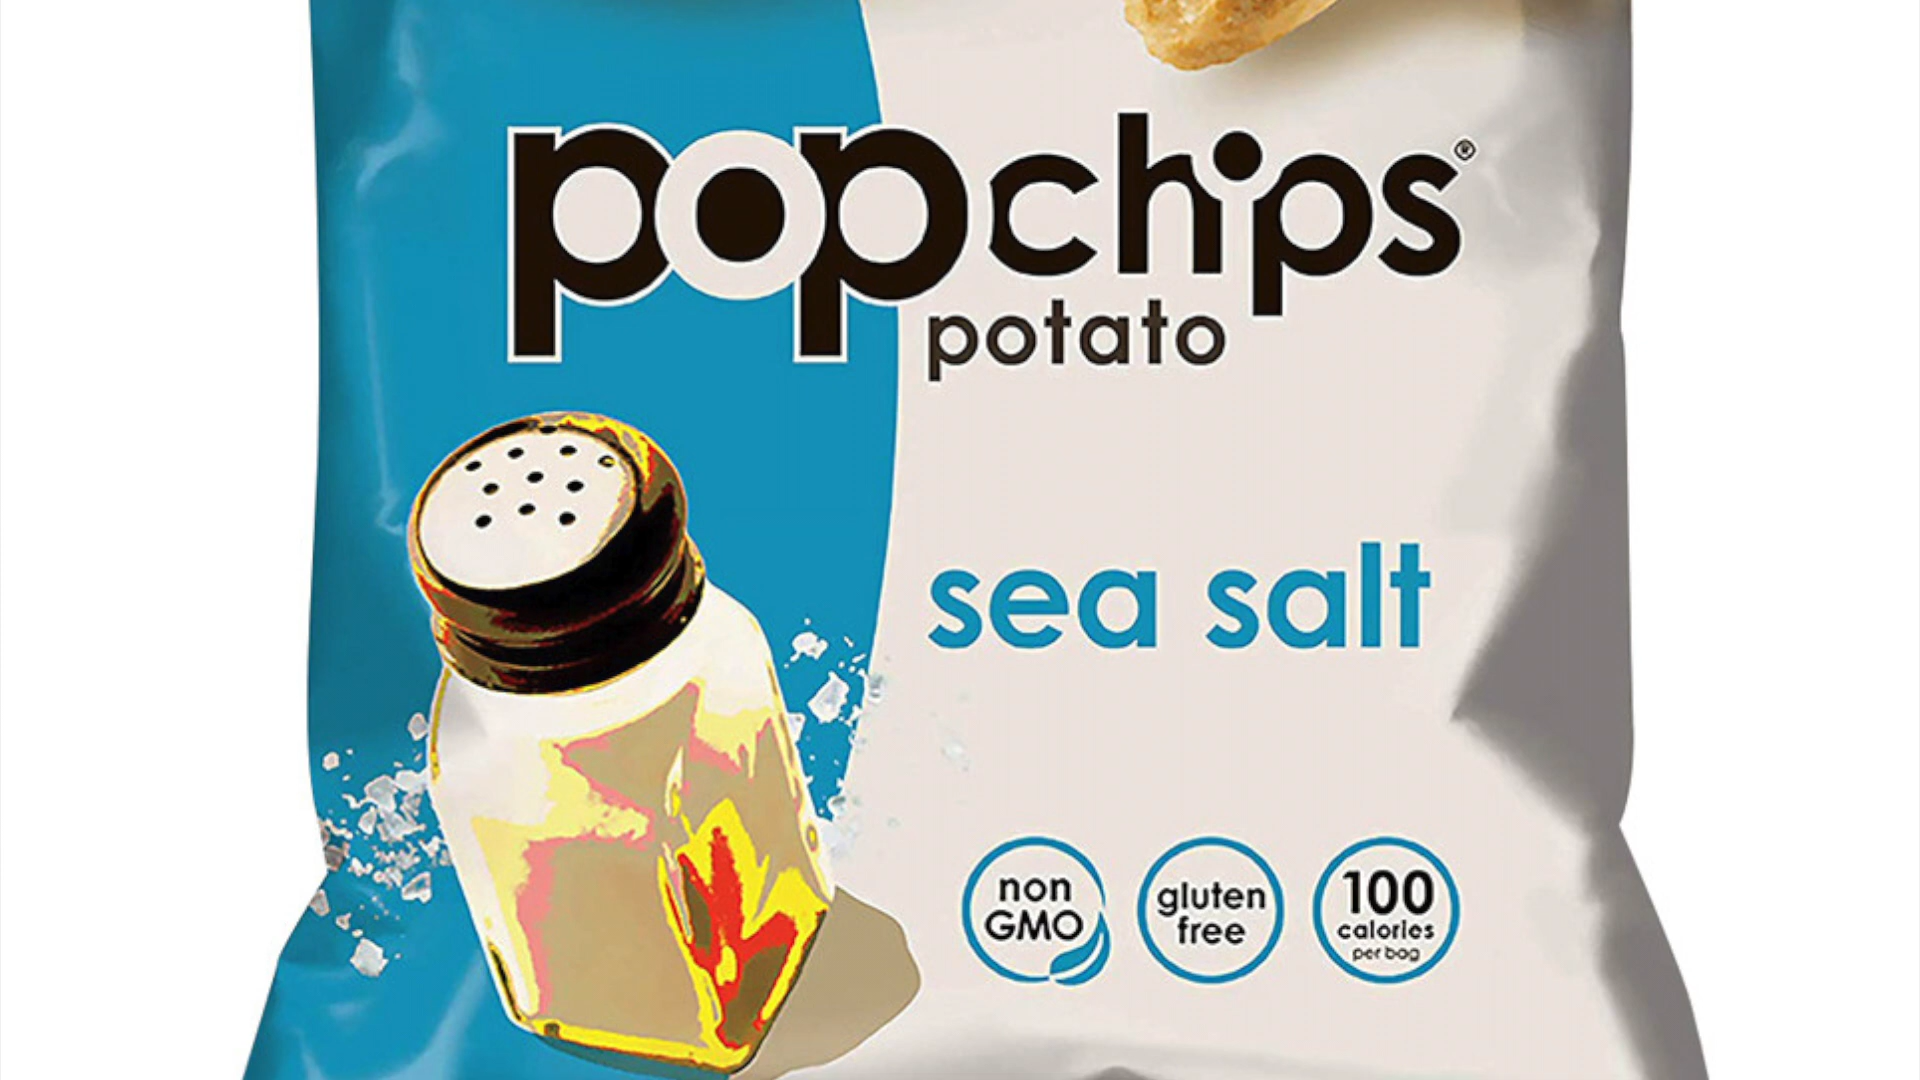 popchips®
potato
sea salt
non
GMO
gluten
free
100
calories
per bag